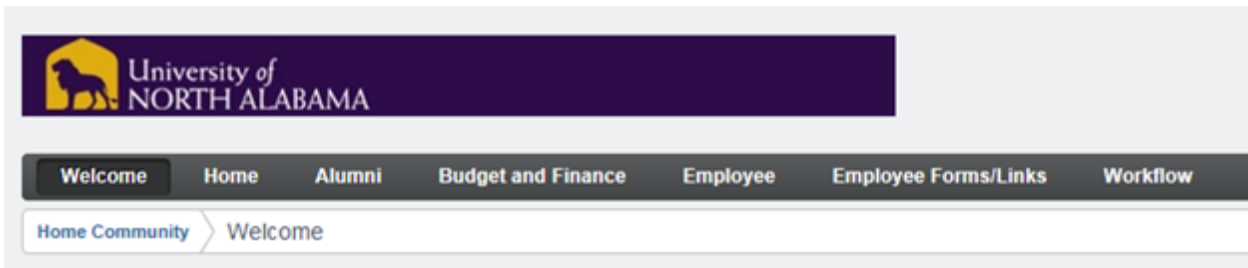 University of
NORTH ALABAMA
Welcome Home Alumni Budget and Finance Employee Employee Forms/Links Workflow
Home Community Welcome